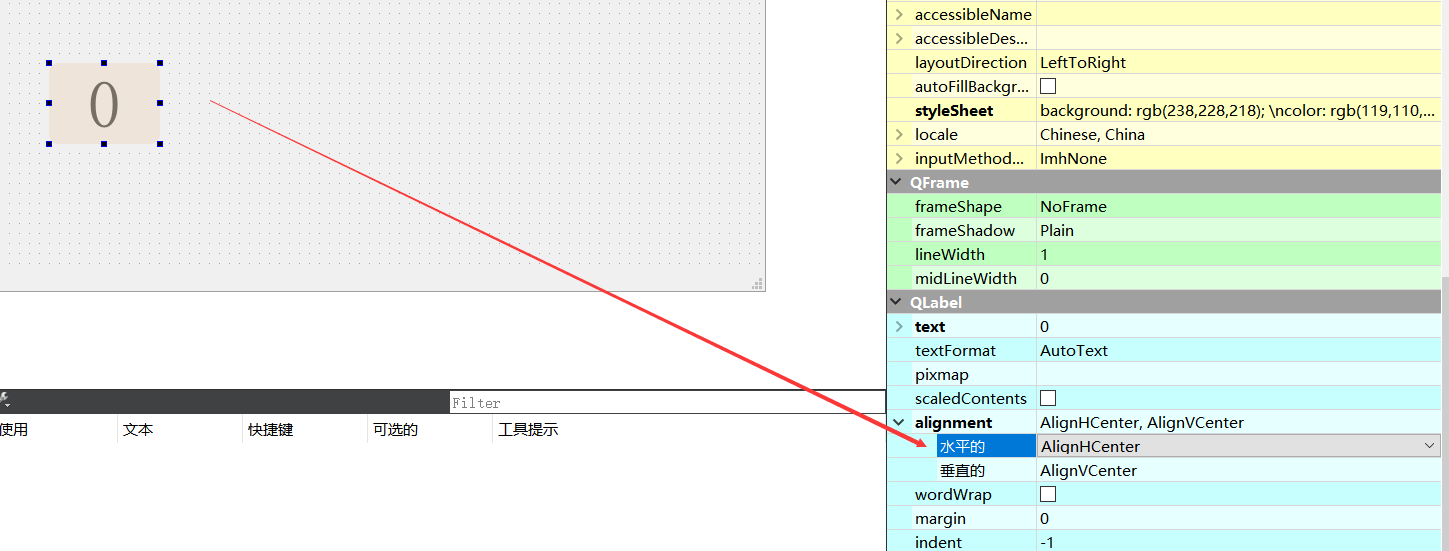 0
accessibleName
accessibleDes...
layoutDirection LeftToRight
autoFillBackgr...
styleSheet background: rgb(238,228,218); \ncolor: rgb(119,110,...
locale Chinese, China
inputMethod... ImhNone
QFrame
frameShape NoFrame
frameShadow Plain
lineWidth 1
midLineWidth 0
QLabel
text 0
textFormat AutoText
pixmap
scaledContents
alignment AlignHCenter, AlignVCenter
水平的 AlignHCenter
垂直的 AlignVCenter
wordWrap
margin 0
indent -1
Filter
使用 文本 快捷键 可选的 工具提示